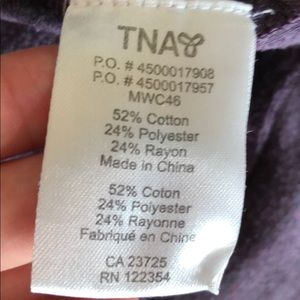 TNA
P.O. # 4500017908
P.O. # 4500017957
MWC46
52% Cotton
24% Polyester
24% Rayon
Made in China
52% Coton
24% Polyester
24% Rayonne
Fabriqué en Chine
CA 23725
RN 122354